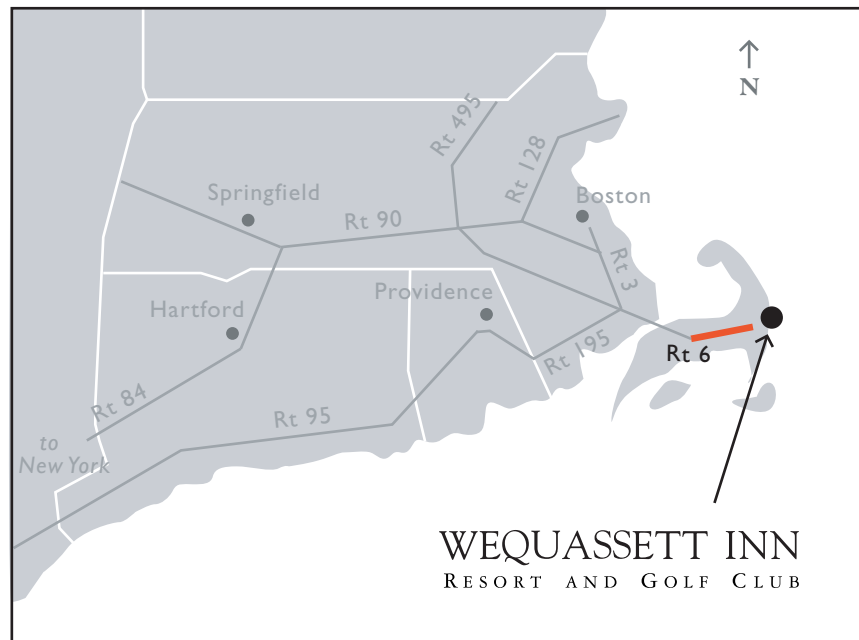 N
Rt 495
Rt 128
Springfield
Boston
Rt 90
Rt 3
Providence
Hartford
Rt 6
Rt 195
Rt 84
Rt 95
to
New York
WEQUASSETT INN
RESORT AND GOLF CLUB